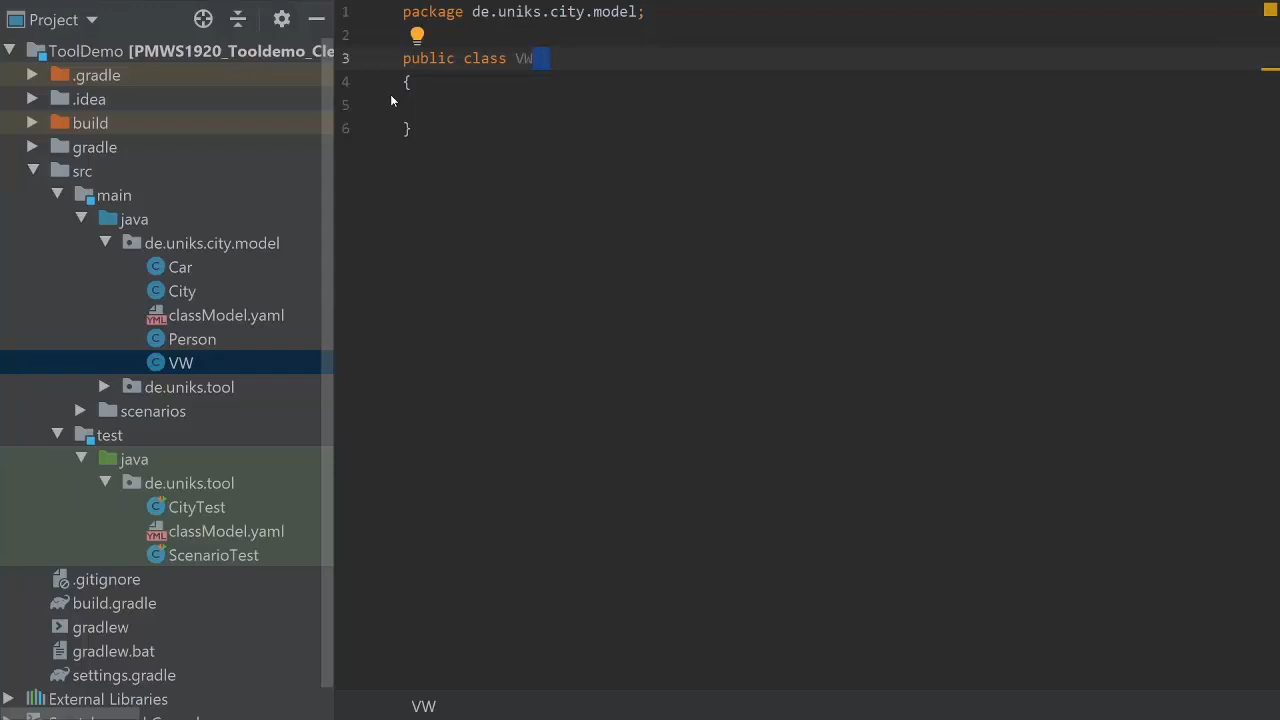 Project
ToolDemo [PMWS1920_Tooldemo_Cle
.gradle
.idea
build
gradle
src
main
java
de.uniks.city.model
Car
City
YML classModel.yaml
Person
VW
de.uniks.tool
scenarios
test
java
de.uniks.tool
CityTest
YML classModel.yaml
ScenarioTest
.gitignore
build.gradle
gradlew
gradlew.bat
settings.gradle
External Libraries
1 package de.uniks.city.model;
2
3 public class VW
4 {
5
6 }
VW